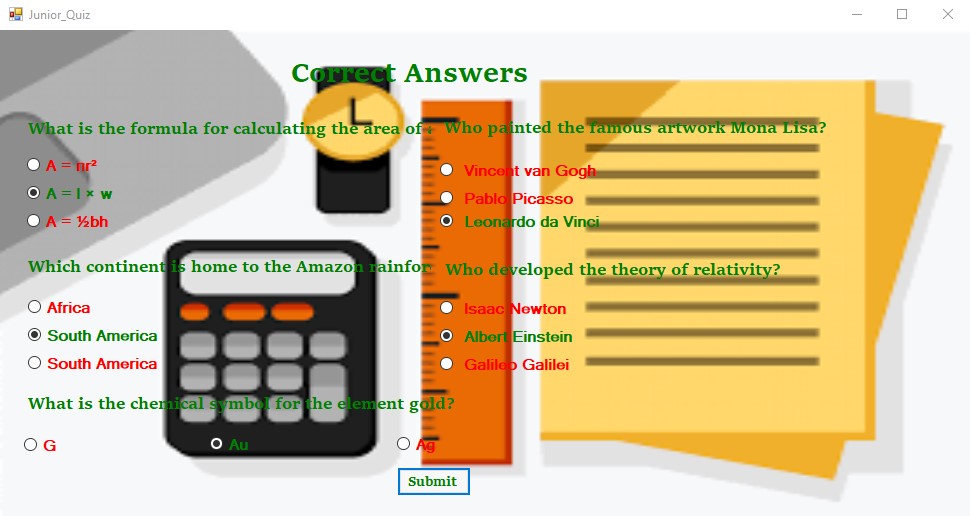 Junior_Quiz
Correct Answers
What is the formula for calculating the area of
A = πr²
A = l × w
A = ½bh
Who painted the famous artwork Mona Lisa?
Vincent van Gogh
Pablo Picasso
Leonardo da Vinci
Which continent is home to the Amazon rainfor
Africa
South America
South America
Who developed the theory of relativity?
Isaac Newton
Albert Einstein
Galileo Galilei
What is the chemical symbol for the element gold?
G
Au
Ag
Submit